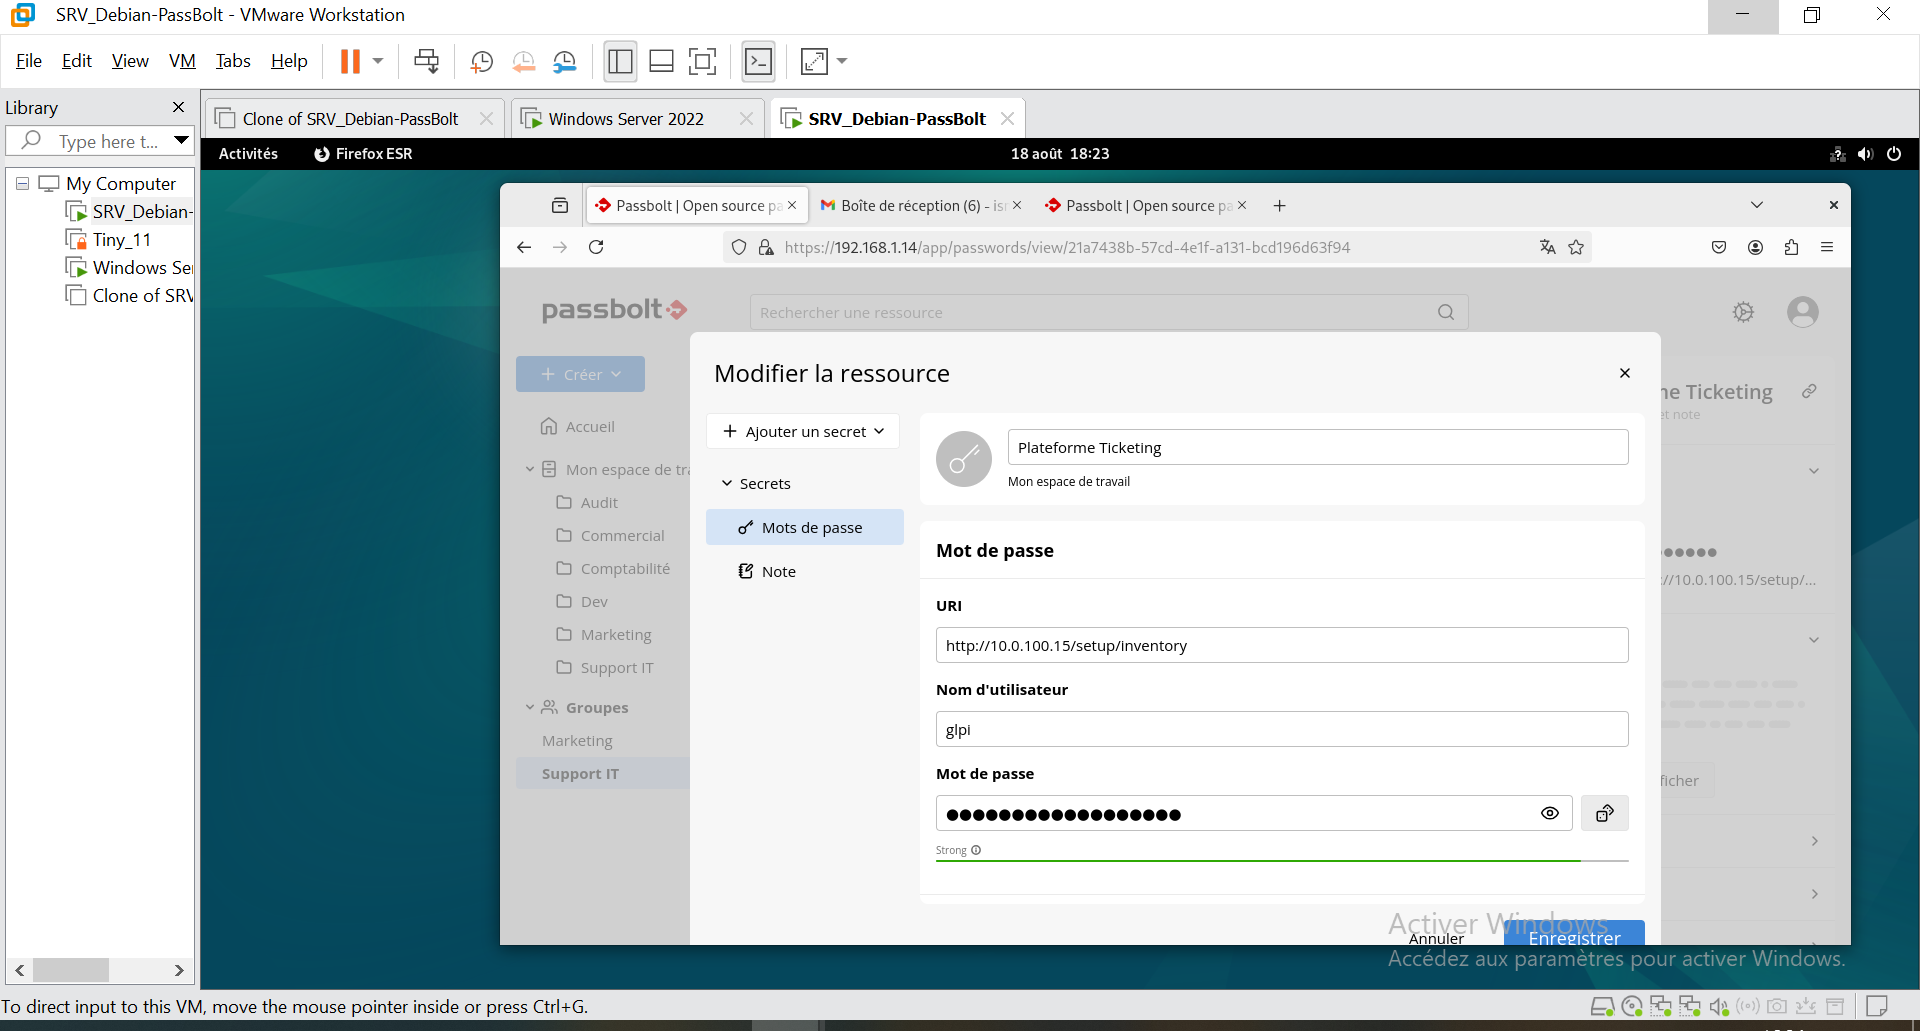 SRV_Debian-PassBolt - VMware Workstation
File Edit View VM Tabs Help
Library
Type here t...
My Computer
SRV_Debian-
Tiny_11
Windows Ser
Clone of SRV
Clone of SRV_Debian-PassBolt
Windows Server 2022
SRV_Debian-PassBolt
Activités
Firefox ESR
18 août 18:23
Passbolt | Open source pa
Boîte de réception (6) - isr
Passbolt | Open source pa
https://192.168.1.14/app/passwords/view/21a7438b-57cd-4e1f-a131-bcd196d63f94
passbolt
Rechercher une ressource
Créer
Accueil
Mon espace de tra
Audit
Commercial
Comptabilité
Dev
Marketing
Support IT
Groupes
Marketing
Support IT
Modifier la ressource
Ajouter un secret
Secrets
Mots de passe
Note
Plateforme Ticketing
Mon espace de travail
Mot de passe
URI
http://10.0.100.15/setup/inventory
Nom d'utilisateur
glpi
Mot de passe
●●●●●●●●●●●●●●●●●●
Strong
Annuler
Enregistrer
ne Ticketing
et note
●●●●●●
://10.0.100.15/setup/...
ficher
Activer Windows
Accédez aux paramètres pour activer Windows.
To direct input to this VM, move the mouse pointer inside or press Ctrl+G.